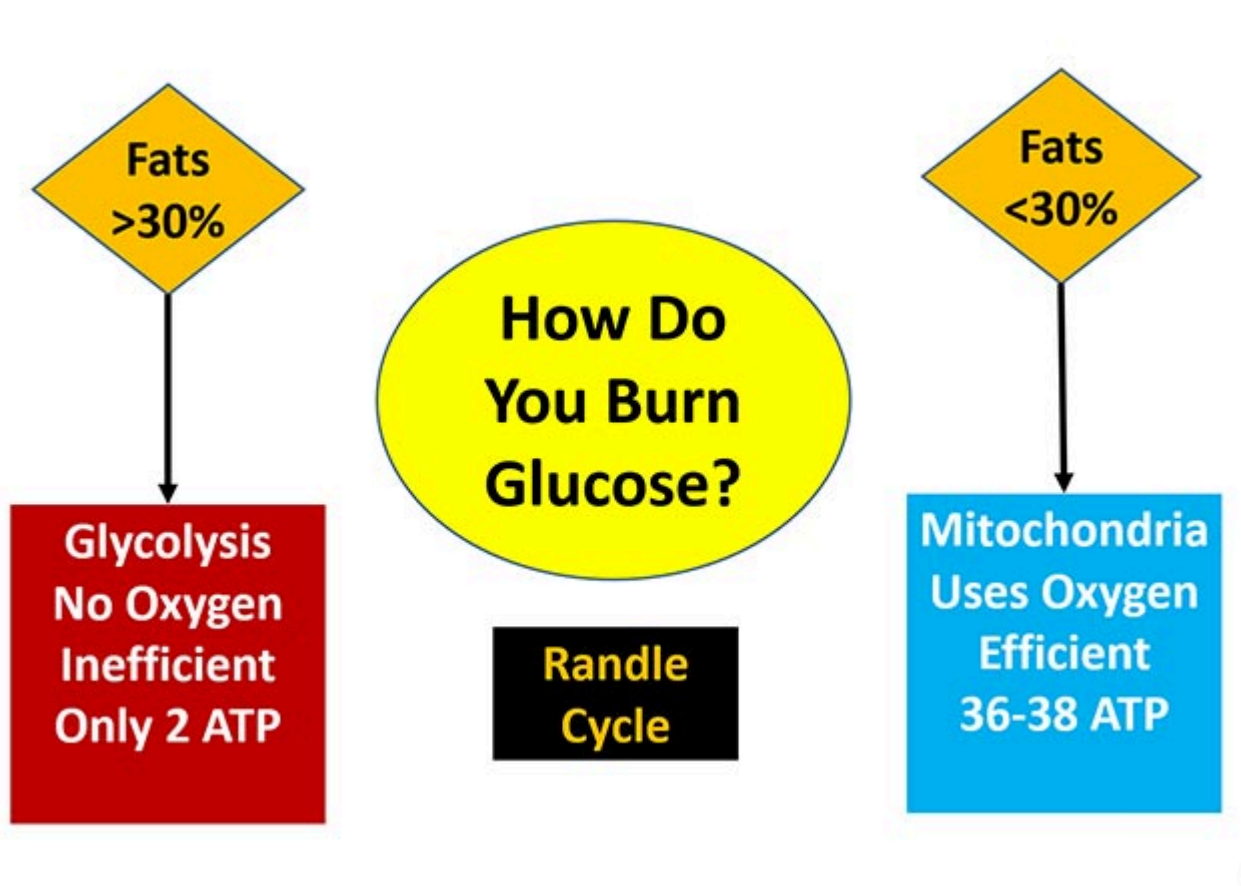 Fats
>30%
Glycolysis
No Oxygen
Inefficient
Only 2 ATP
How Do
You Burn
Glucose?
Randle
Cycle
Fats
<30%
Mitochondria
Uses Oxygen
Efficient
36-38 ATP